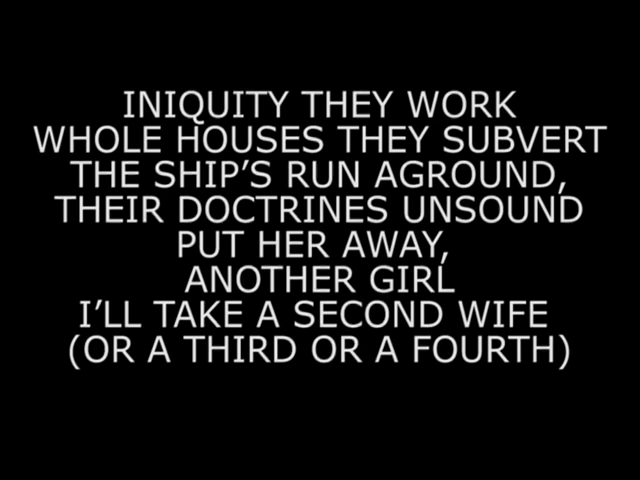 INIQUITY THEY WORK
WHOLE HOUSES THEY SUBVERT
THE SHIP'S RUN AGROUND,
THEIR DOCTRINES UNSOUND
PUT HER AWAY,
ANOTHER GIRL
I'LL TAKE A SECOND WIFE
(OR A THIRD OR A FOURTH)